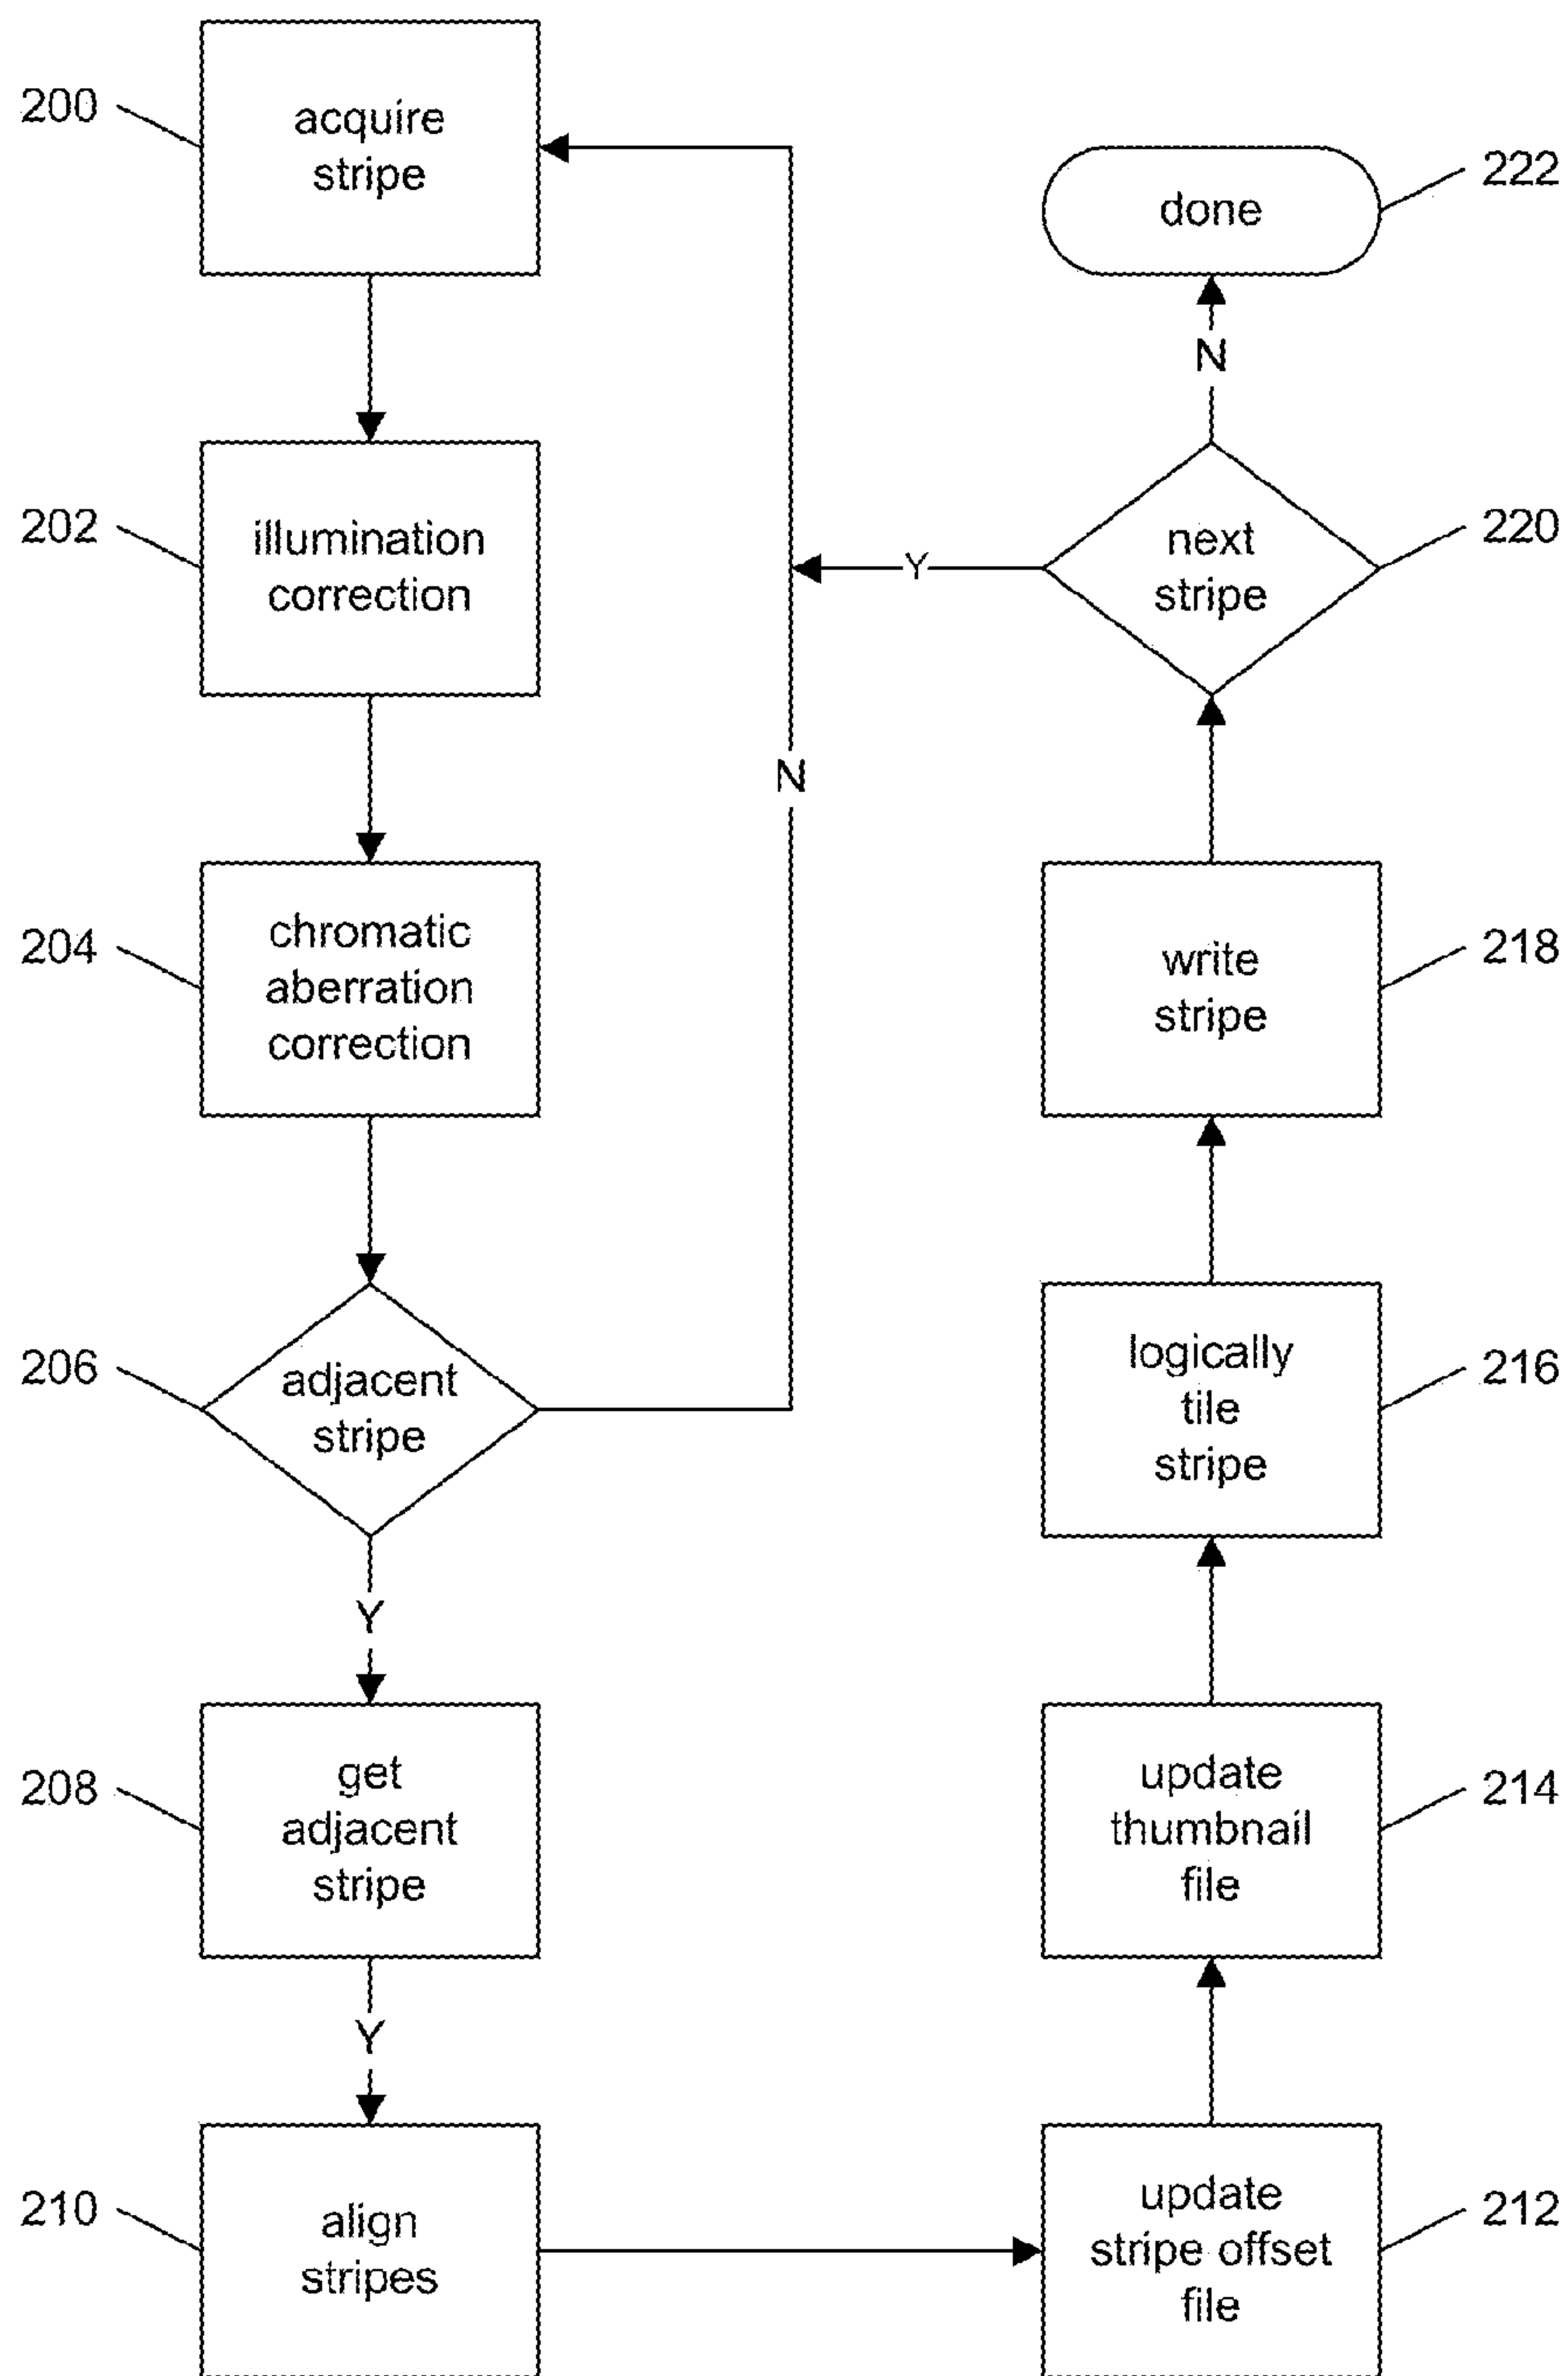 200
acquire
stripe
202
illumination
correction
204
chromatic
aberration
correction
206
adjacent
stripe
N
Y
208
get
adjacent
stripe
Y
210
align
stripes
update
stripe offset
file
212
update
thumbnail
file
214
logically
tile
stripe
216
write
stripe
218
next
stripe
220
Y
N
done
222